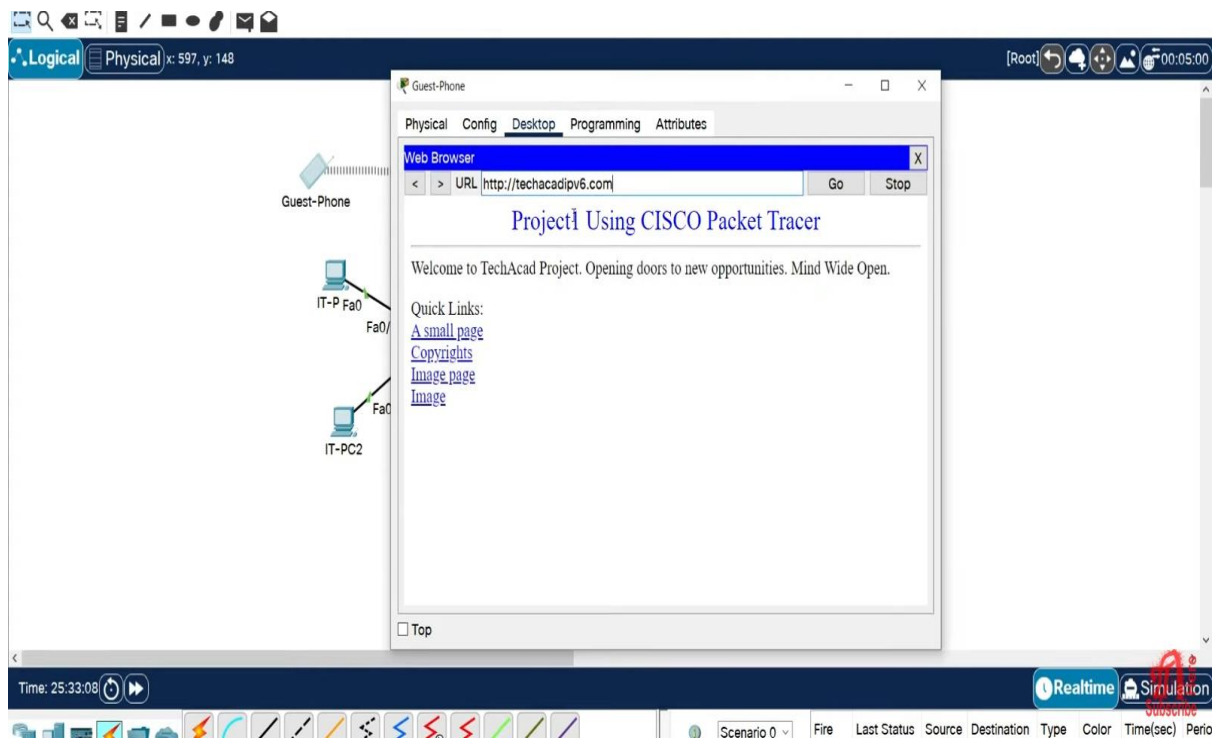 Logical Physical x: 597, y: 148 [Root] 00:05:00
Guest-Phone
Physical Config Desktop Programming Attributes
Web Browser X
< > URL http://techacadipv6.com Go Stop
Project1 Using CISCO Packet Tracer
Welcome to TechAcad Project. Opening doors to new opportunities. Mind Wide Open.
Quick Links:
A small page
Copyrights
Image page
Image
Top
Guest-Phone
IT-P Fa0
Fa0/
Fa0
IT-PC2
Time: 25:33:08 Realtime Simulation
Subscribe
Scenario 0 Fire Last Status Source Destination Type Color Time(sec) Perio